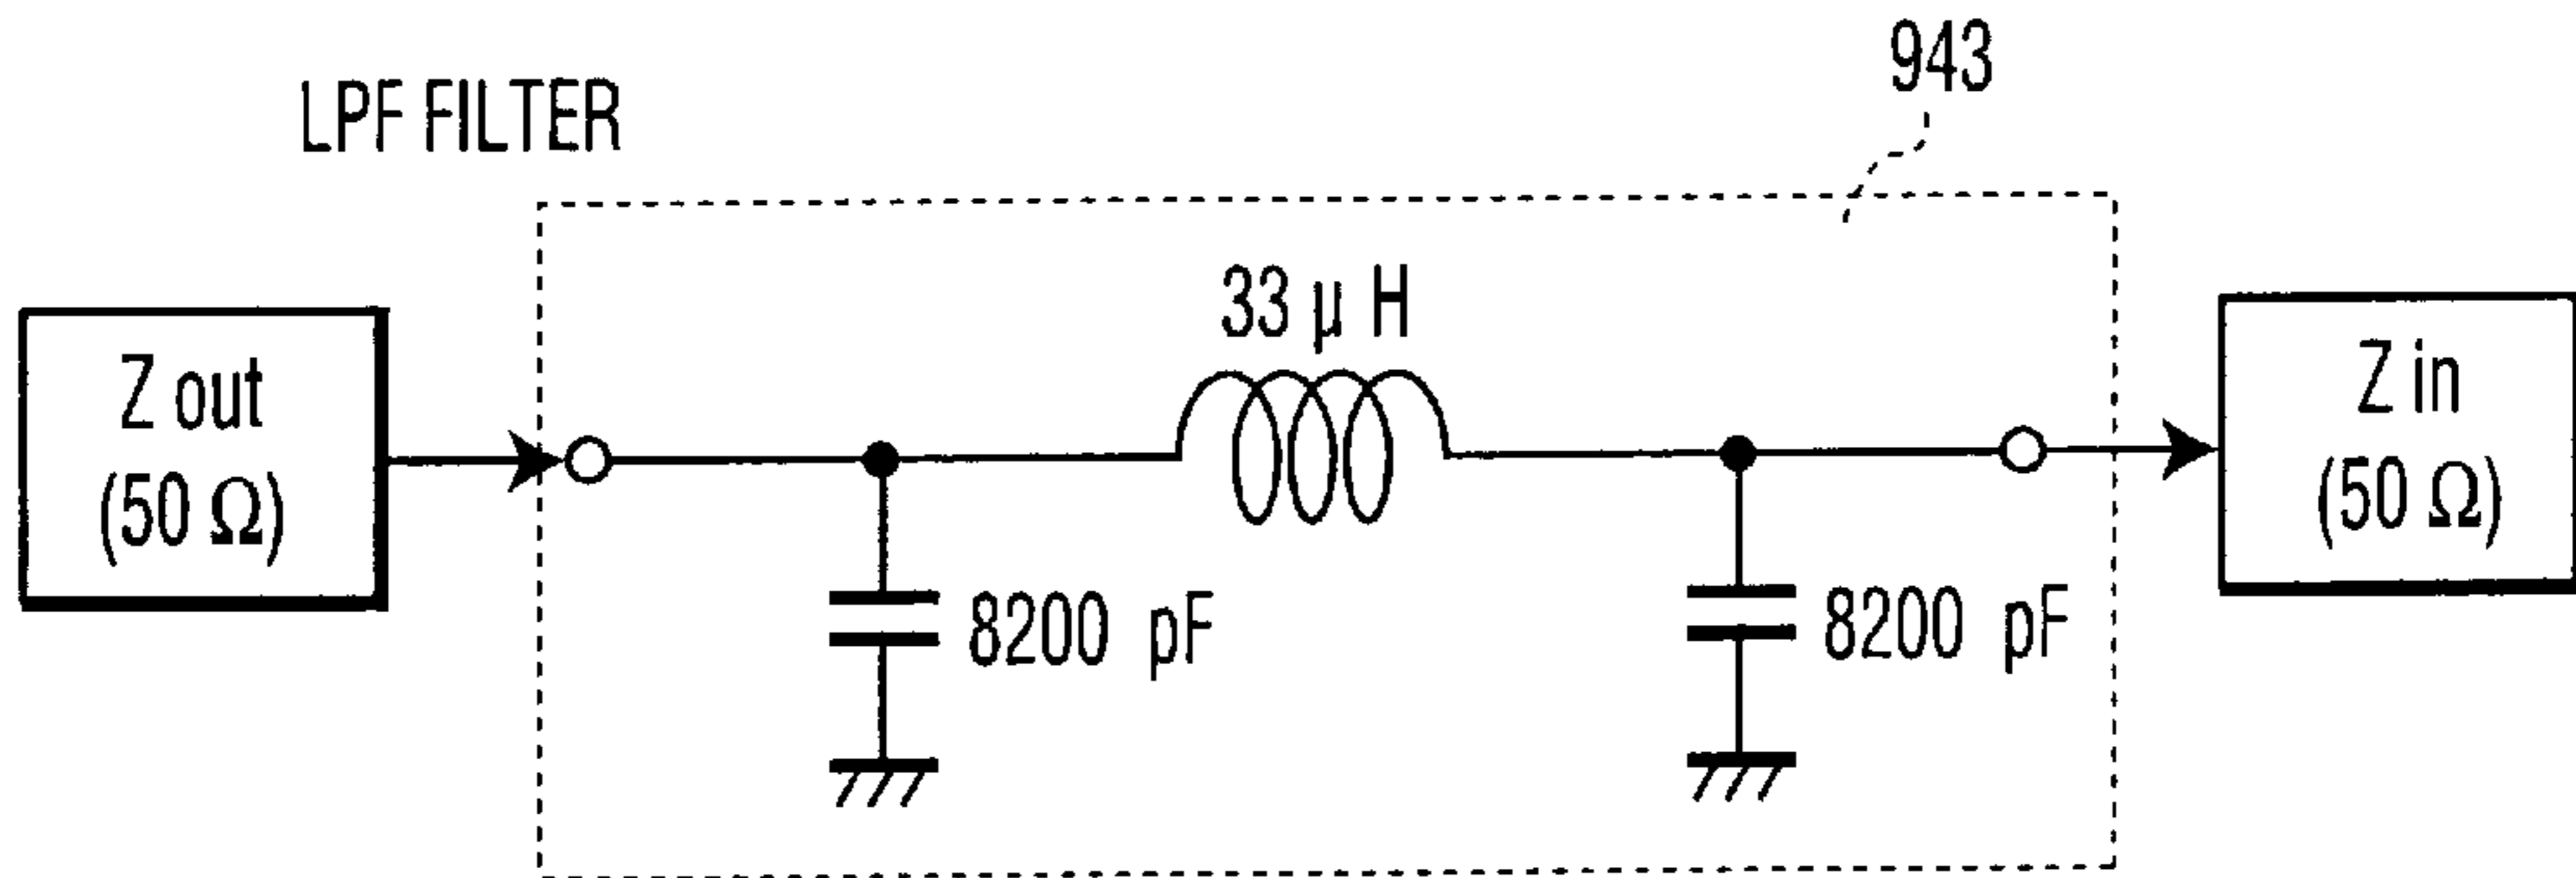 943
LPF FILTER
33 μ H
Z out
(50 Ω)
Z in
(50 Ω)
8200 pF
8200 pF